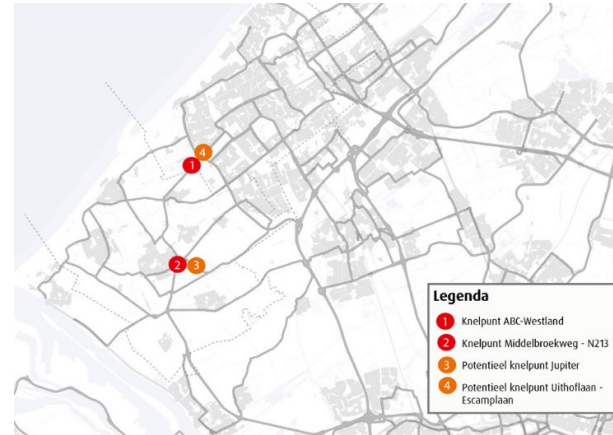 4
1
2
3
Legenda
1 Knelpunt ABC-Westland
2 Knelpunt Middelbroekweg - N213
3 Potentieel knelpunt Jupiter
4 Potentieel knelpunt Uithoflaan -
Escamplaan